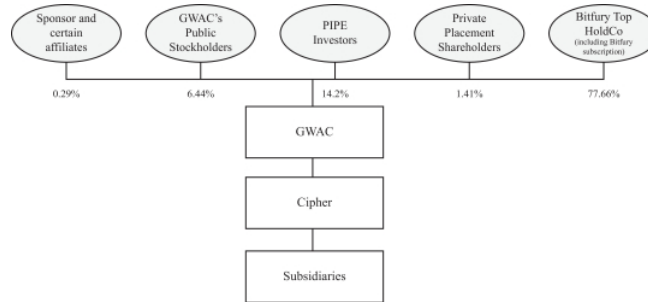 Sponsor and
certain
affiliates
GWAC’s
Public
Stockholders
PIPE
Investors
Private
Placement
Shareholders
Bitfury Top
HoldCo
(including Bitfury
subscription)
0.29%
6.44%
14.2%
1.41%
77.66%
GWAC
Cipher
Subsidiaries